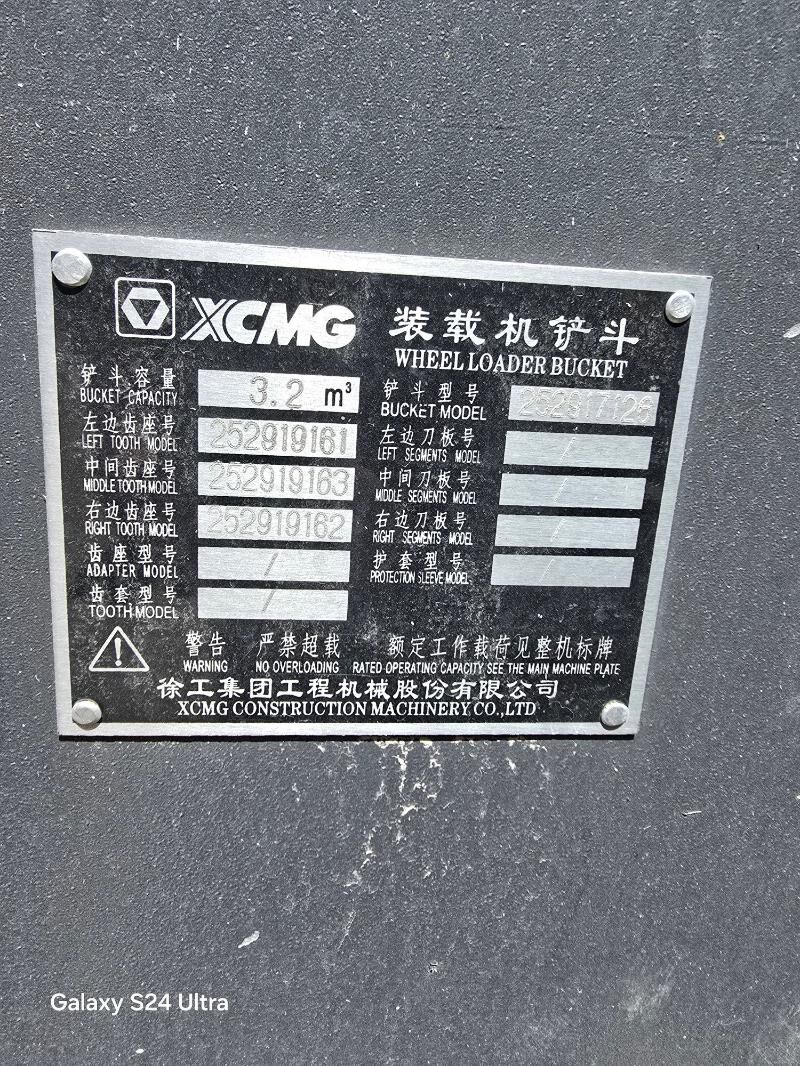 XCMG 装载机铲斗
WHEEL LOADER BUCKET
铲斗容量 3.2 m³
BUCKET CAPACITY
铲斗型号 252917126
BUCKET MODEL
左边齿座号 252919161
LEFT TOOTH MODEL
左边刀板号 /
LEFT SEGMENTS MODEL
中间齿座号 252919163
MIDDLE TOOTH MODEL
中间刀板号 /
MIDDLE SEGMENTS MODEL
右边齿座号 252919162
RIGHT TOOTH MODEL
右边刀板号 /
RIGHT SEGMENTS MODEL
齿座型号 /
ADAPTER MODEL
护套型号 /
PROTECTION SLEEVE MODEL
齿套型号 /
TOOTH MODEL
警告 严禁超载 额定工作载荷见整机标牌
WARNING NO OVERLOADING RATED OPERATING CAPACITY SEE THE MAIN MACHINE PLATE
徐工集团工程机械股份有限公司
XCMG CONSTRUCTION MACHINERY CO.,LTD
Galaxy S24 Ultra